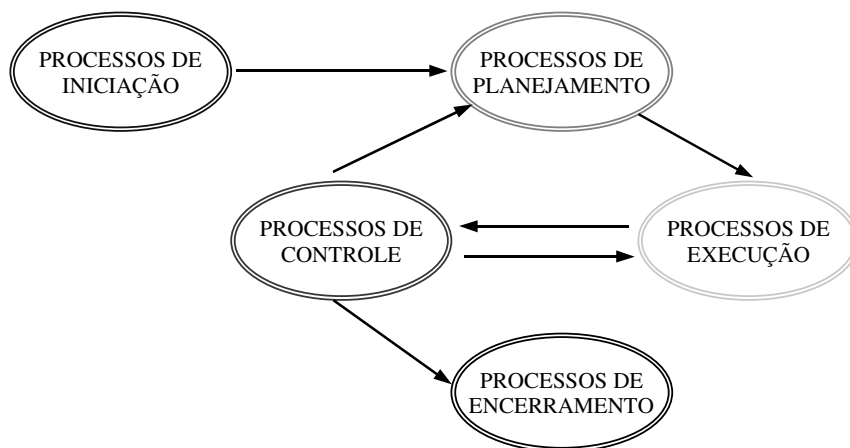 PROCESSOS DE
INICIAÇÃO
PROCESSOS DE
PLANEJAMENTO
PROCESSOS DE
CONTROLE
PROCESSOS DE
EXECUÇÃO
PROCESSOS DE
ENCERRAMENTO